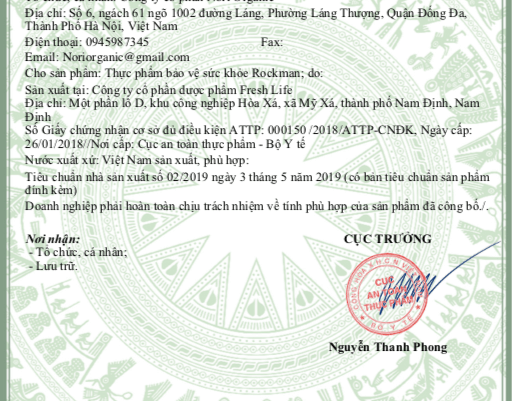 Địa chỉ: Số 6, ngách 61 ngõ 1002 đường Láng, Phường Láng Thượng, Quận Đống Đa,
Thành Phố Hà Nội, Việt Nam
Điện thoại: 0945987345 Fax:
Email: Noriorganic@gmail.com
Cho sản phẩm: Thực phẩm bảo vệ sức khỏe Rockman; do:
Sản xuất tại: Công ty cổ phần dược phẩm Fresh Life
Địa chỉ: Một phần lô D, khu công nghiệp Hòa Xá, xã Mỹ Xá, thành phố Nam Định, Nam
Định
Số Giấy chứng nhận cơ sở đủ điều kiện ATTP: 000150 /2018/ATTP-CNĐK, Ngày cấp:
26/01/2018//Nơi cấp: Cục an toàn thực phẩm - Bộ Y tế
Nước xuất xứ: Việt Nam sản xuất, phù hợp:
Tiêu chuẩn nhà sản xuất số 02/2019 ngày 3 tháng 5 năm 2019 (có bản tiêu chuẩn sản phẩm
đính kèm)
Doanh nghiệp phải hoàn toàn chịu trách nhiệm về tính phù hợp của sản phẩm đã công bố./.
Nơi nhận: CỤC TRƯỞNG
- Tổ chức, cá nhân;
- Lưu trữ.
CỤC
AN
THỰC
BỘ Y TẾ
Nguyễn Thanh Phong